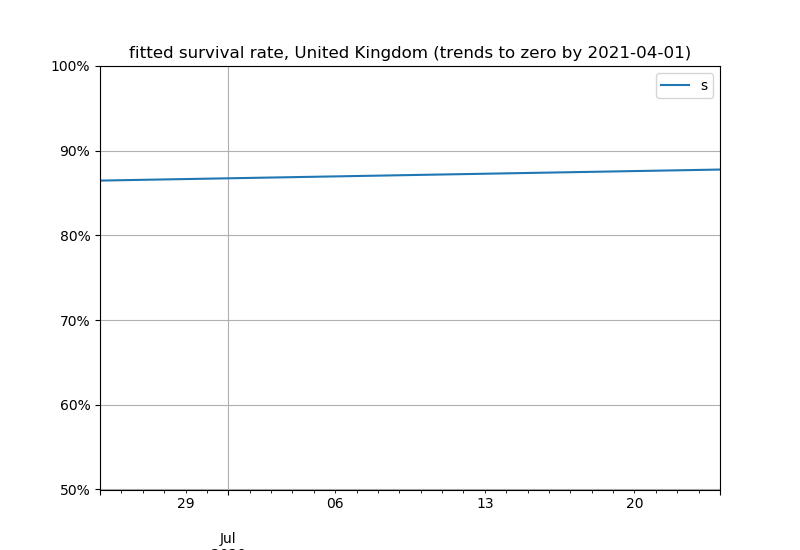 fitted survival rate, United Kingdom (trends to zero by 2021-04-01)
100%
s
90%
80%
70%
60%
50%
29 06 13 20
Jul